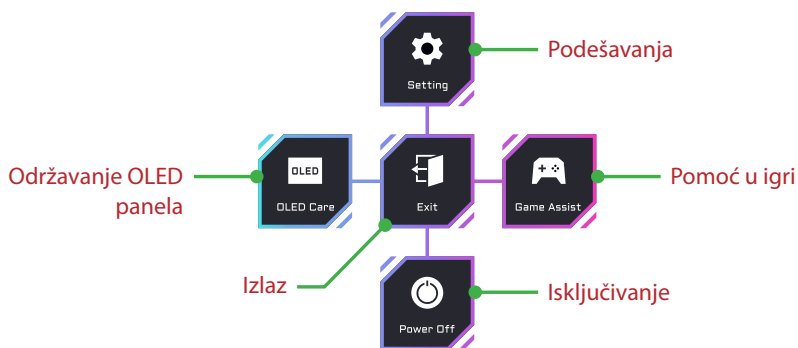 Podešavanja
Setting
Održavanje OLED
panela
OLED
OLED Care
Exit
Game Assist
Pomoć u igri
Izlaz
Isključivanje
Power Off